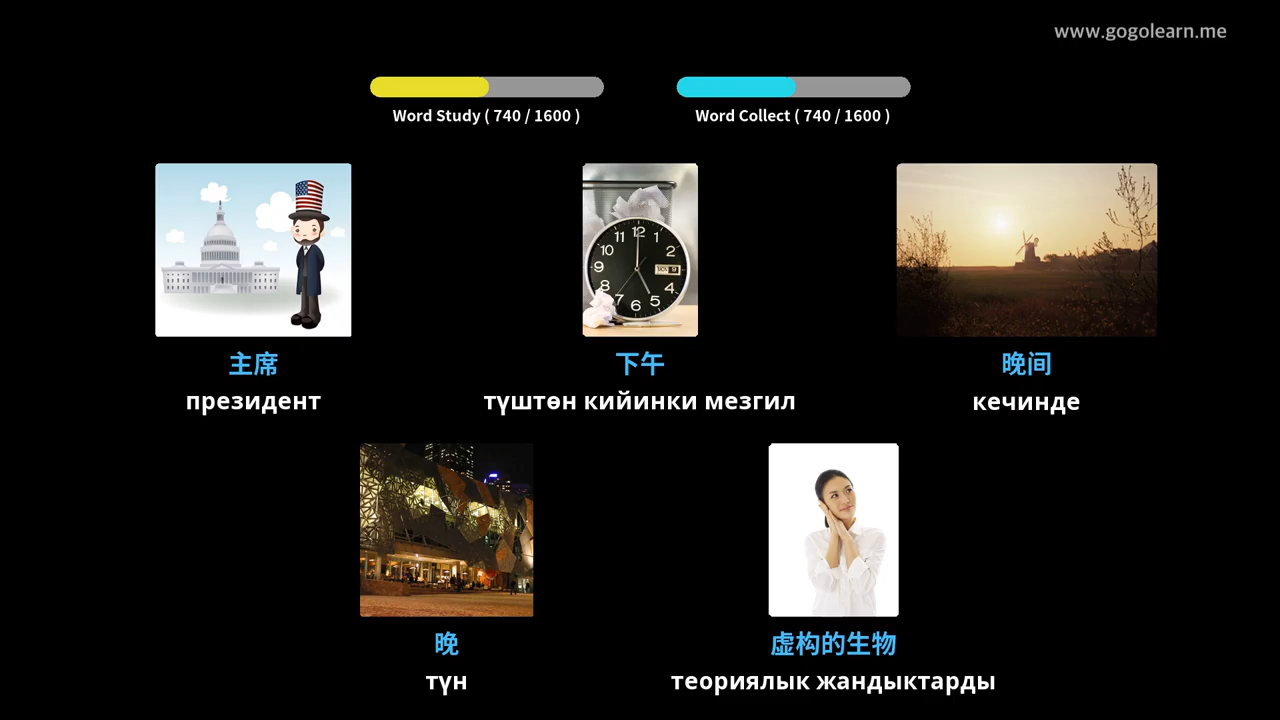 www.gogolearn.me
Word Study ( 740 / 1600 )
Word Collect ( 740 / 1600 )
主席
президент
下午
түштөн кийинки мезгил
晚间
кечинде
晚
түн
虚构的生物
теориялык жандыктарды